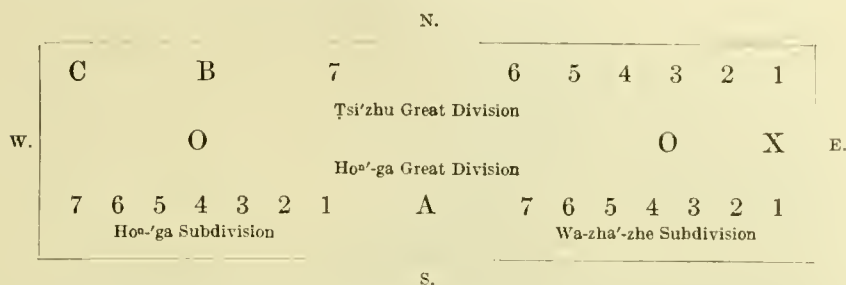 N.
C B 7 6 5 4 3 2 1
Ṭsi′zhu Great Division
W. O O X E.
Hoⁿ′-ga Great Division
7 6 5 4 3 2 1 A 7 6 5 4 3 2 1
Hoⁿ-′ga Subdivision Wa-zha′-zhe Subdivision
S.